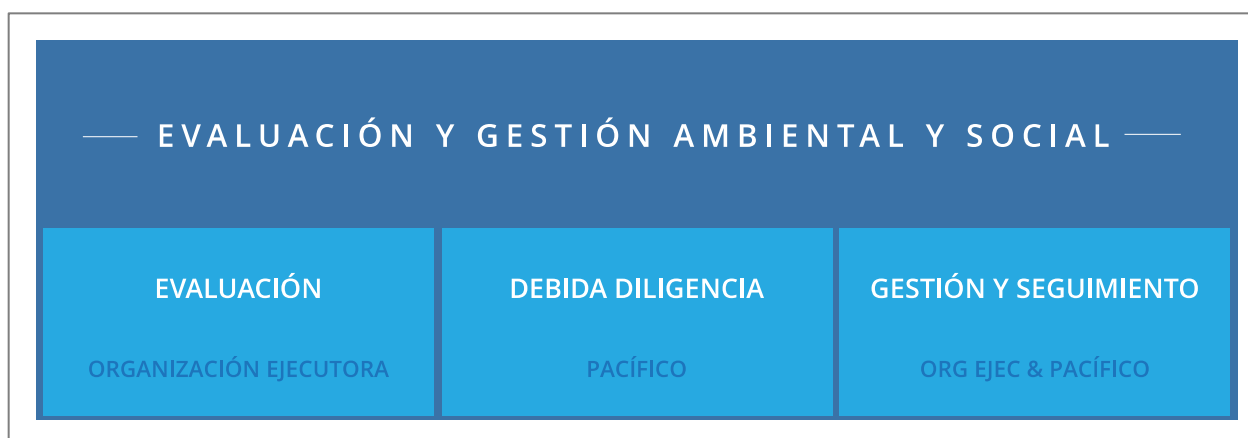 EVALUACIÓN Y GESTIÓN AMBIENTAL Y SOCIAL
EVALUACIÓN
ORGANIZACIÓN EJECUTORA
DEBIDA DILIGENCIA
PACÍFICO
GESTIÓN Y SEGUIMIENTO
ORG EJEC & PACÍFICO